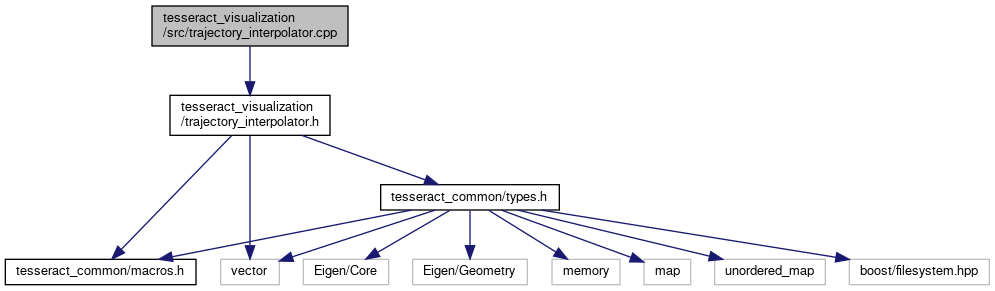 tesseract_visualization
/src/trajectory_interpolator.cpp
tesseract_visualization
/trajectory_interpolator.h
tesseract_common/types.h
tesseract_common/macros.h
vector
Eigen/Core
Eigen/Geometry
memory
map
unordered_map
boost/filesystem.hpp